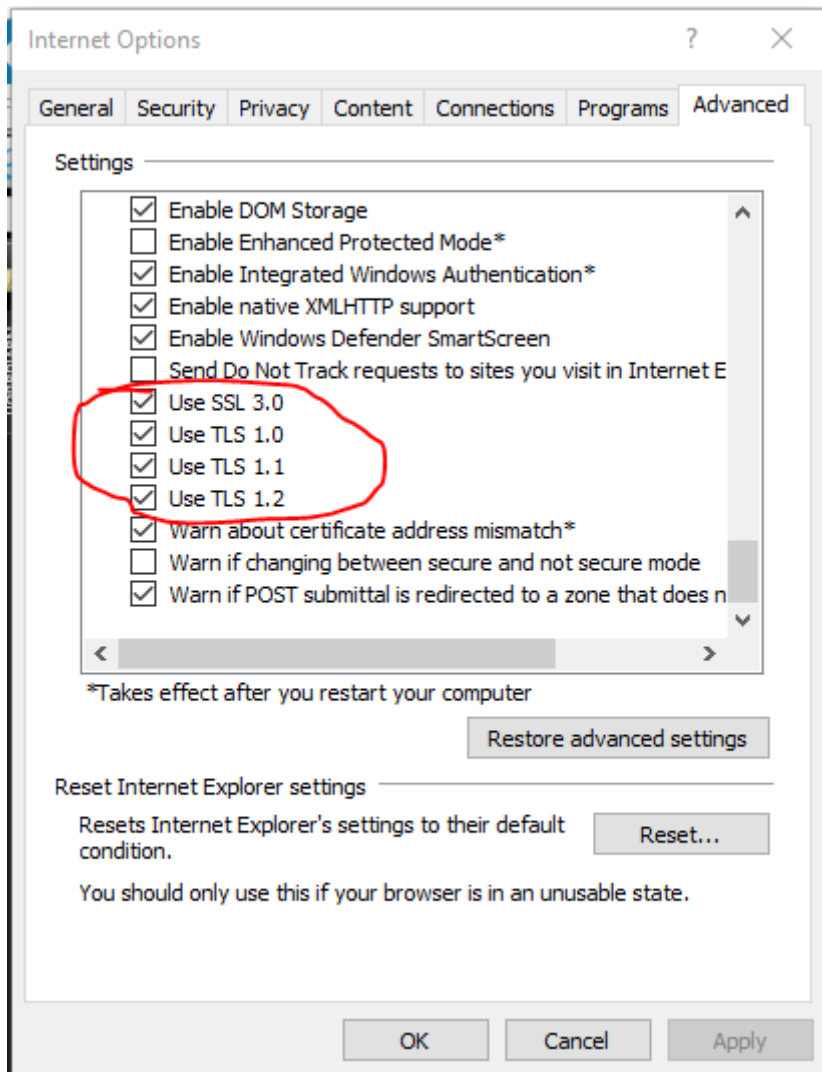 Internet Options
General Security Privacy Content Connections Programs Advanced
Settings
Enable DOM Storage
Enable Enhanced Protected Mode*
Enable Integrated Windows Authentication*
Enable native XMLHTTP support
Enable Windows Defender SmartScreen
Send Do Not Track requests to sites you visit in Internet E
Use SSL 3.0
Use TLS 1.0
Use TLS 1.1
Use TLS 1.2
Warn about certificate address mismatch*
Warn if changing between secure and not secure mode
Warn if POST submittal is redirected to a zone that does n
*Takes effect after you restart your computer
Restore advanced settings
Reset Internet Explorer settings
Resets Internet Explorer's settings to their default
condition.
Reset...
You should only use this if your browser is in an unusable state.
OK Cancel Apply